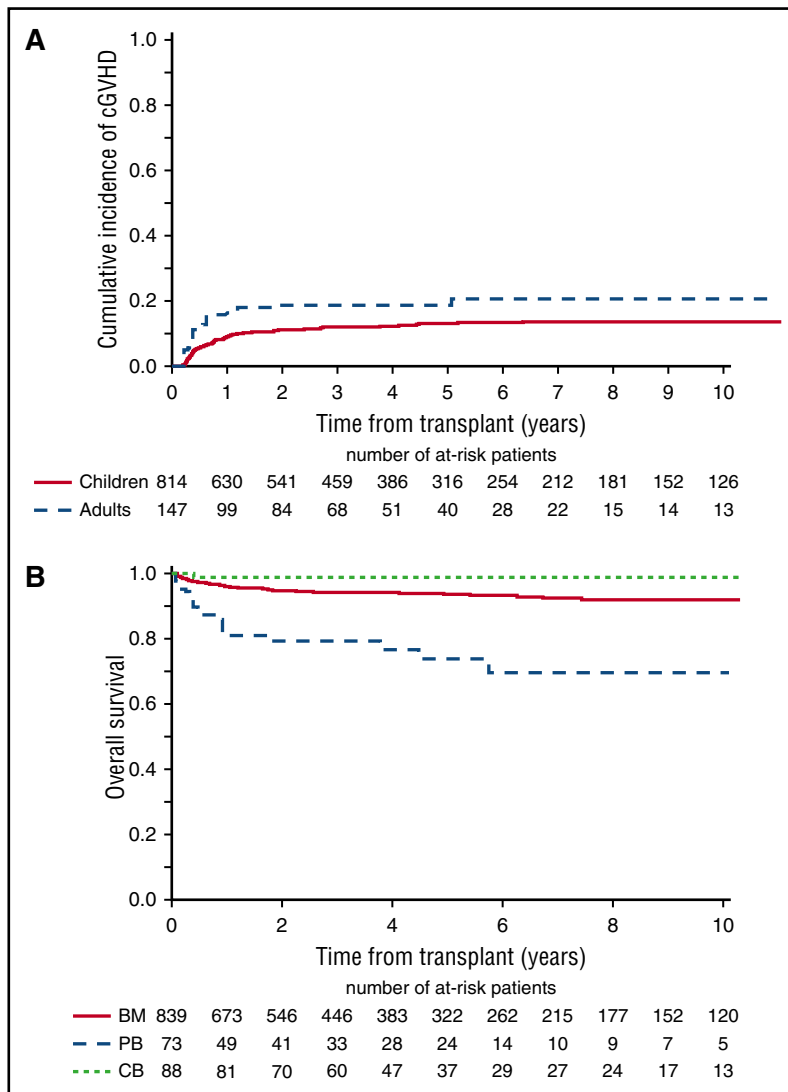 A
Cumulative incidence of cGVHD
1.0
0.8
0.6
0.4
0.2
0.0
0 1 2 3 4 5 6 7 8 9 10
Time from transplant (years)
number of at-risk patients
Children 814 630 541 459 386 316 254 212 181 152 126
Adults 147 99 84 68 51 40 28 22 15 14 13
B
Overall survival
1.0
0.8
0.6
0.4
0.2
0.0
0 2 4 6 8 10
Time from transplant (years)
number of at-risk patients
BM 839 673 546 446 383 322 262 215 177 152 120
PB 73 49 41 33 28 24 14 10 9 7 5
CB 88 81 70 60 47 37 29 27 24 17 13